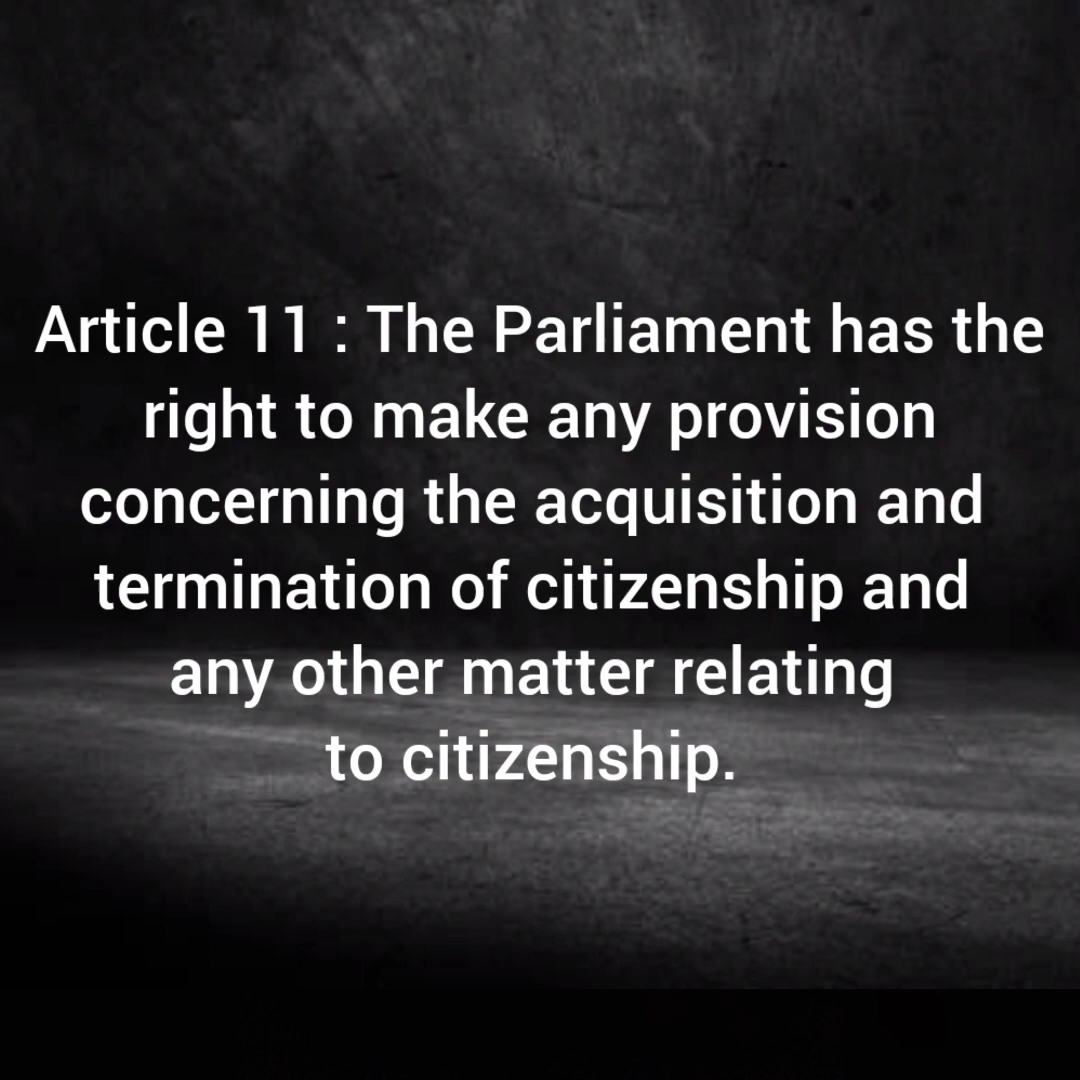 Article 11 : The Parliament has the
right to make any provision
concerning the acquisition and
termination of citizenship and
any other matter relating
to citizenship.